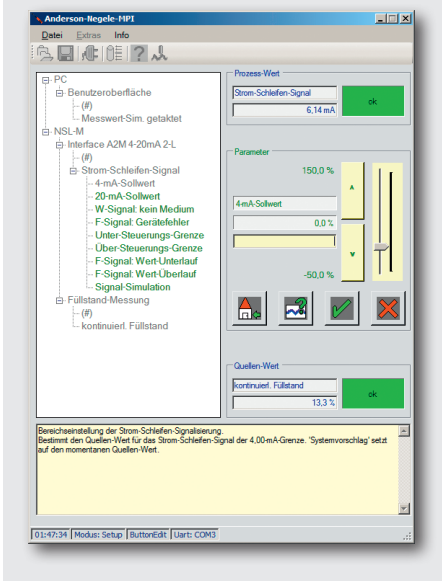 Anderson-Negele-MPI
Datei Extras Info
PC
Benutzeroberfläche
(#)
Messwert-Sim. getaktet
NSL-M
Interface A2M 4-20mA 2-L
(#)
Strom-Schleifen-Signal
4-mA-Sollwert
20-mA-Sollwert
W-Signal: kein Medium
F-Signal: Gerätefehler
Unter-Steuerungs-Grenze
Über-Steuerungs-Grenze
F-Signal: Wert-Unterlauf
F-Signal: Wert-Überlauf
Signal-Simulation
Füllstand-Messung
(#)
kontinuierl. Füllstand
Prozess-Wert
Strom-Schleifen-Signal
6,14 mA
ok
Parameter
150,0 %
4-mA-Sollwert
0,0 %
-50,0 %
Quellen-Wert
kontinuierl. Füllstand
13,3 %
ok
Bereichseinstellung der Strom-Schleifen-Signalisierung.
Bestimmt den Quellen-Wert für das Strom-Schleifen-Signal der 4,00-mA-Grenze. 'Systemvorschlag' setzt
auf den momentanen Quellen-Wert.
01:47:34 Modus: Setup ButtonEdit Uart: COM3